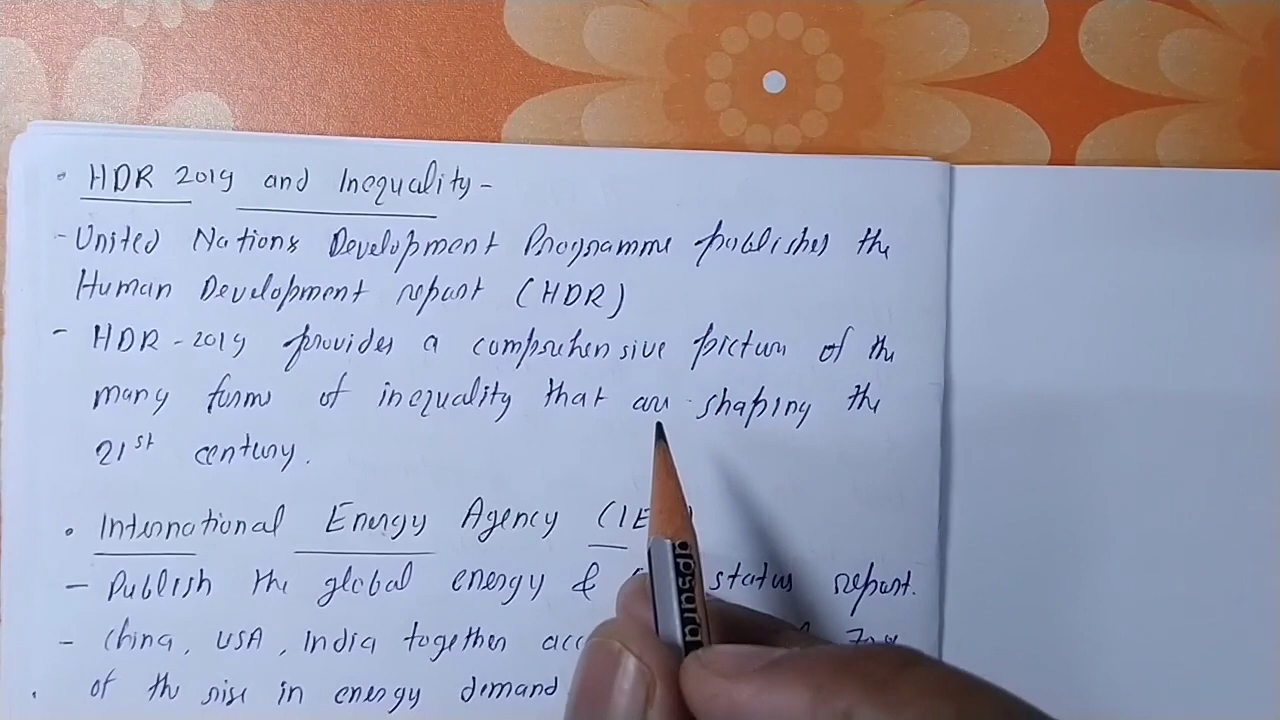 • HDR 2019 and Inequality -
- United Nations Development Programme publishes the
Human Development report (HDR)
- HDR - 2019 provides a comprehensive picture of the
many forms of inequality that are shaping the
21st century.
• International Energy Agency (IE
- Publish the global energy & status report.
- China, USA, India together acc
of the rise in energy demand
apsara